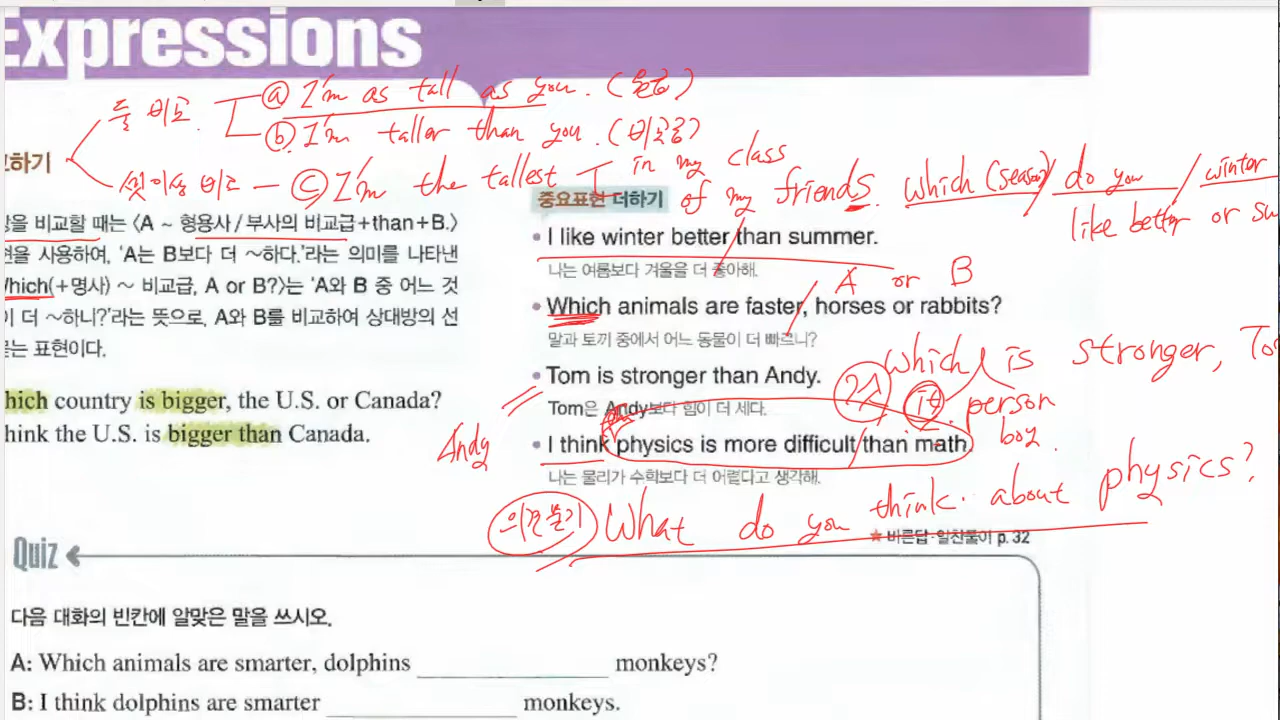 Expressions
둘 비교.
ⓐ I'm as tall as you. (원급)
ⓑ I'm taller than you. (비교급)
교하기
셋이상 비교 — ⓒ I'm the tallest
in my class
of my friends.
which (season) / do you like better / winter or su
상을 비교할 때는 〈A ~ 형용사/부사의 비교급+than+B.〉
현을 사용하여, 'A는 B보다 더 ~하다.'라는 의미를 나타낸
Which(+명사) ~ 비교급, A or B?〉는 'A와 B 중 어느 것
이 더 ~하니?'라는 뜻으로, A와 B를 비교하여 상대방의 선
묻는 표현이다.
hich country is bigger, the U.S. or Canada?
hink the U.S. is bigger than Canada.
중요표현 더하기
• I like winter better than summer.
나는 여름보다 겨울을 더 좋아해.
A or B
• Which animals are faster, horses or rabbits?
말과 토끼 중에서 어느 동물이 더 빠르니?
which is stronger, To
• Tom is stronger than Andy.
person
Tom은 Andy보다 힘이 더 세다.
boy.
Andy
• I think physics is more difficult than math.
나는 물리가 수학보다 더 어렵다고 생각해.
의견묻기 What do you think about physics?
★ 바른답·알찬풀이 p. 32
Quiz
다음 대화의 빈칸에 알맞은 말을 쓰시오.
A: Which animals are smarter, dolphins ____________ monkeys?
B: I think dolphins are smarter ____________ monkeys.